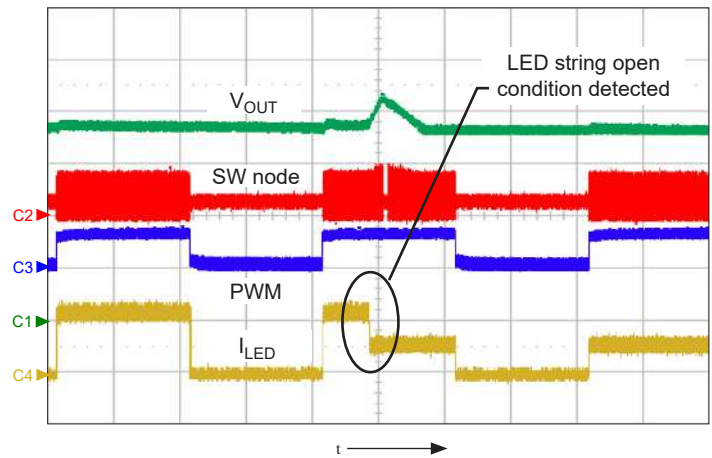 LED string open
condition detected
VOUT
SW node
C2
C3
PWM
C1
ILED
C4
t